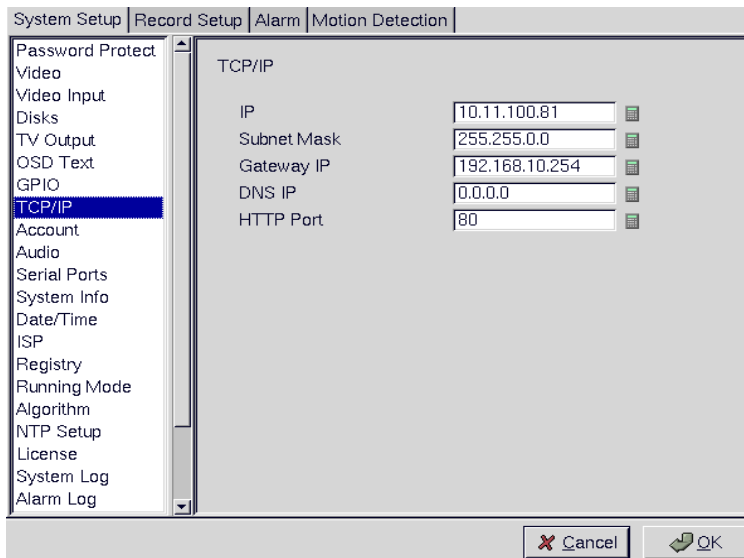 System Setup Record Setup Alarm Motion Detection
Password Protect
Video
Video Input
Disks
TV Output
OSD Text
GPIO
TCP/IP
Account
Audio
Serial Ports
System Info
Date/Time
ISP
Registry
Running Mode
Algorithm
NTP Setup
License
System Log
Alarm Log
TCP/IP
IP 10.11.100.81
Subnet Mask 255.255.0.0
Gateway IP 192.168.10.254
DNS IP 0.0.0.0
HTTP Port 80
Cancel OK